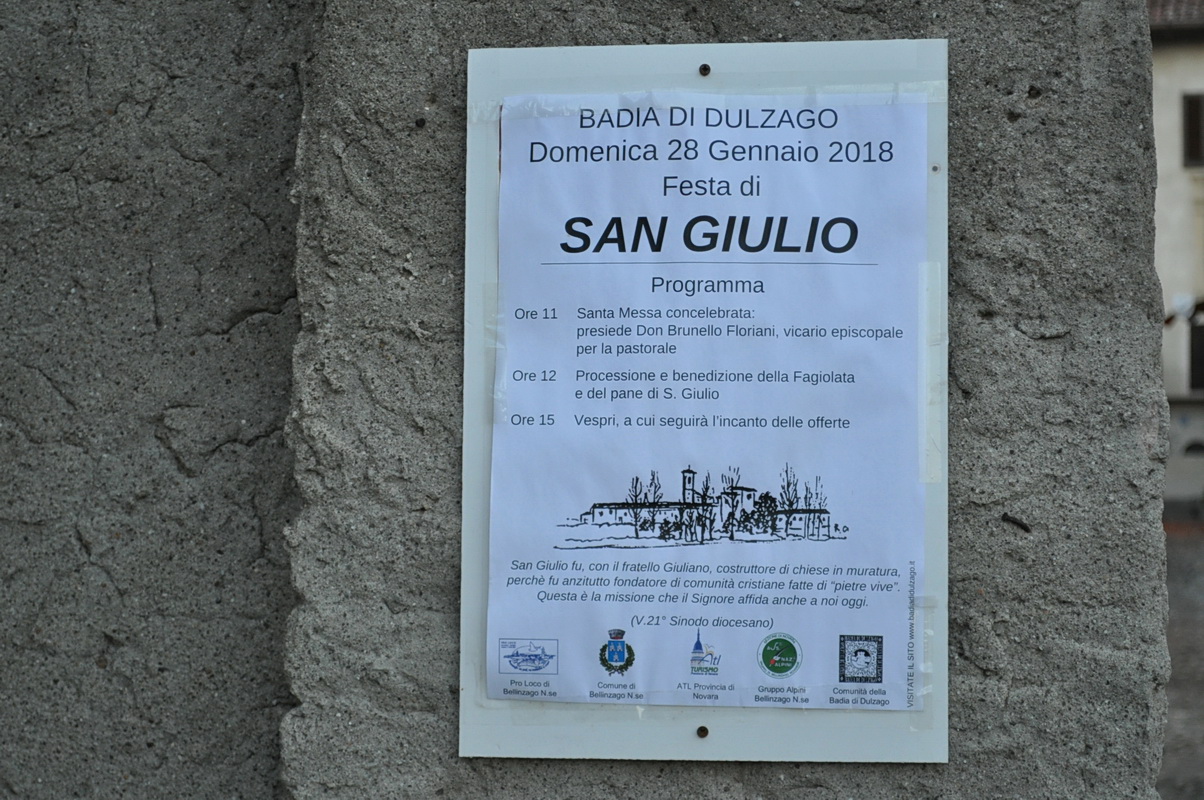 BADIA DI DULZAGO
Domenica 28 Gennaio 2018
Festa di
SAN GIULIO
Programma
Ore 11 Santa Messa concelebrata:
presiede Don Brunello Floriani, vicario episcopale
per la pastorale
Ore 12 Processione e benedizione della Fagiolata
e del pane di S. Giulio
Ore 15 Vespri, a cui seguirà l'incanto delle offerte
San Giulio fu, con il fratello Giuliano, costruttore di chiese in muratura,
perchè fu anzitutto fondatore di comunità cristiane fatte di "pietre vive".
Questa è la missione che il Signore affida anche a noi oggi.
(V.21° Sinodo diocesano)
Pro Loco di
Bellinzago N.se
Comune di
Bellinzago N.se
Atl
TURISMO
ATL Provincia di
Novara
ALPINI
Gruppo Alpini
Bellinzago N.se
Comunità della
Badia di Dulzago
VISITATE IL SITO www.badiadidulzago.it